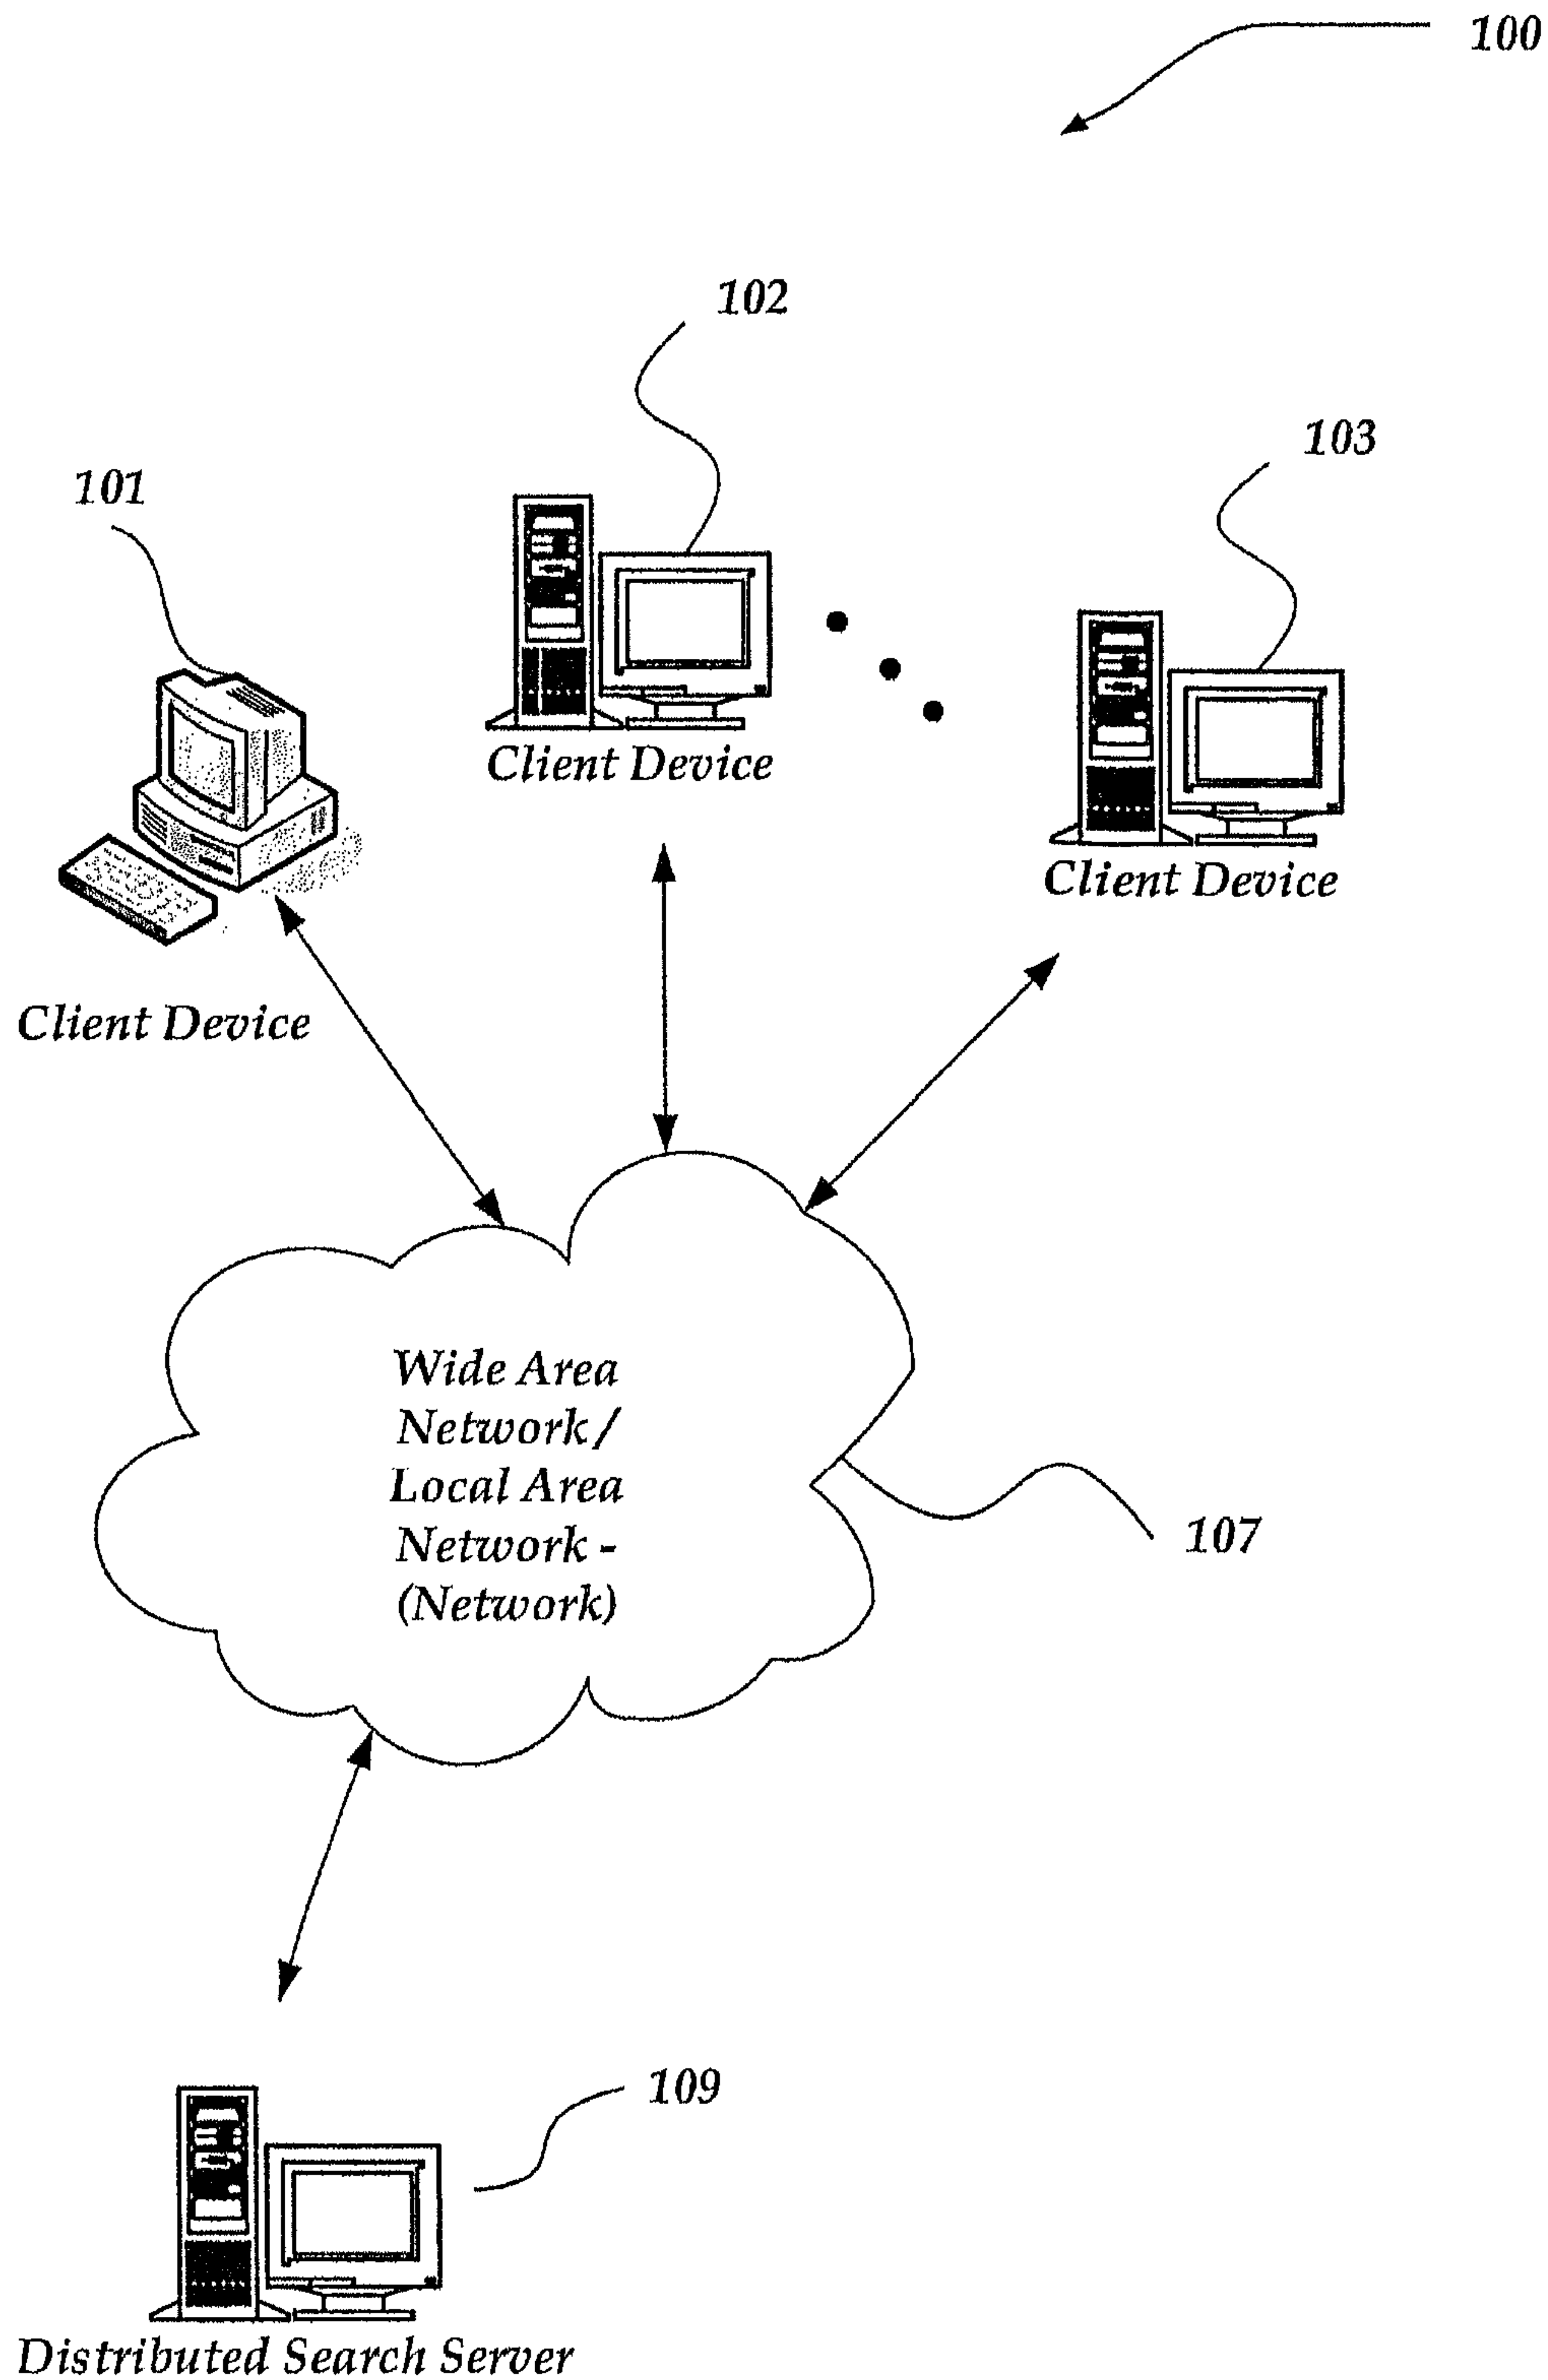 100
102
103
101
Client Device
Client Device
Client Device
Wide Area
Network /
Local Area
Network -
(Network)
107
109
Distributed Search Server